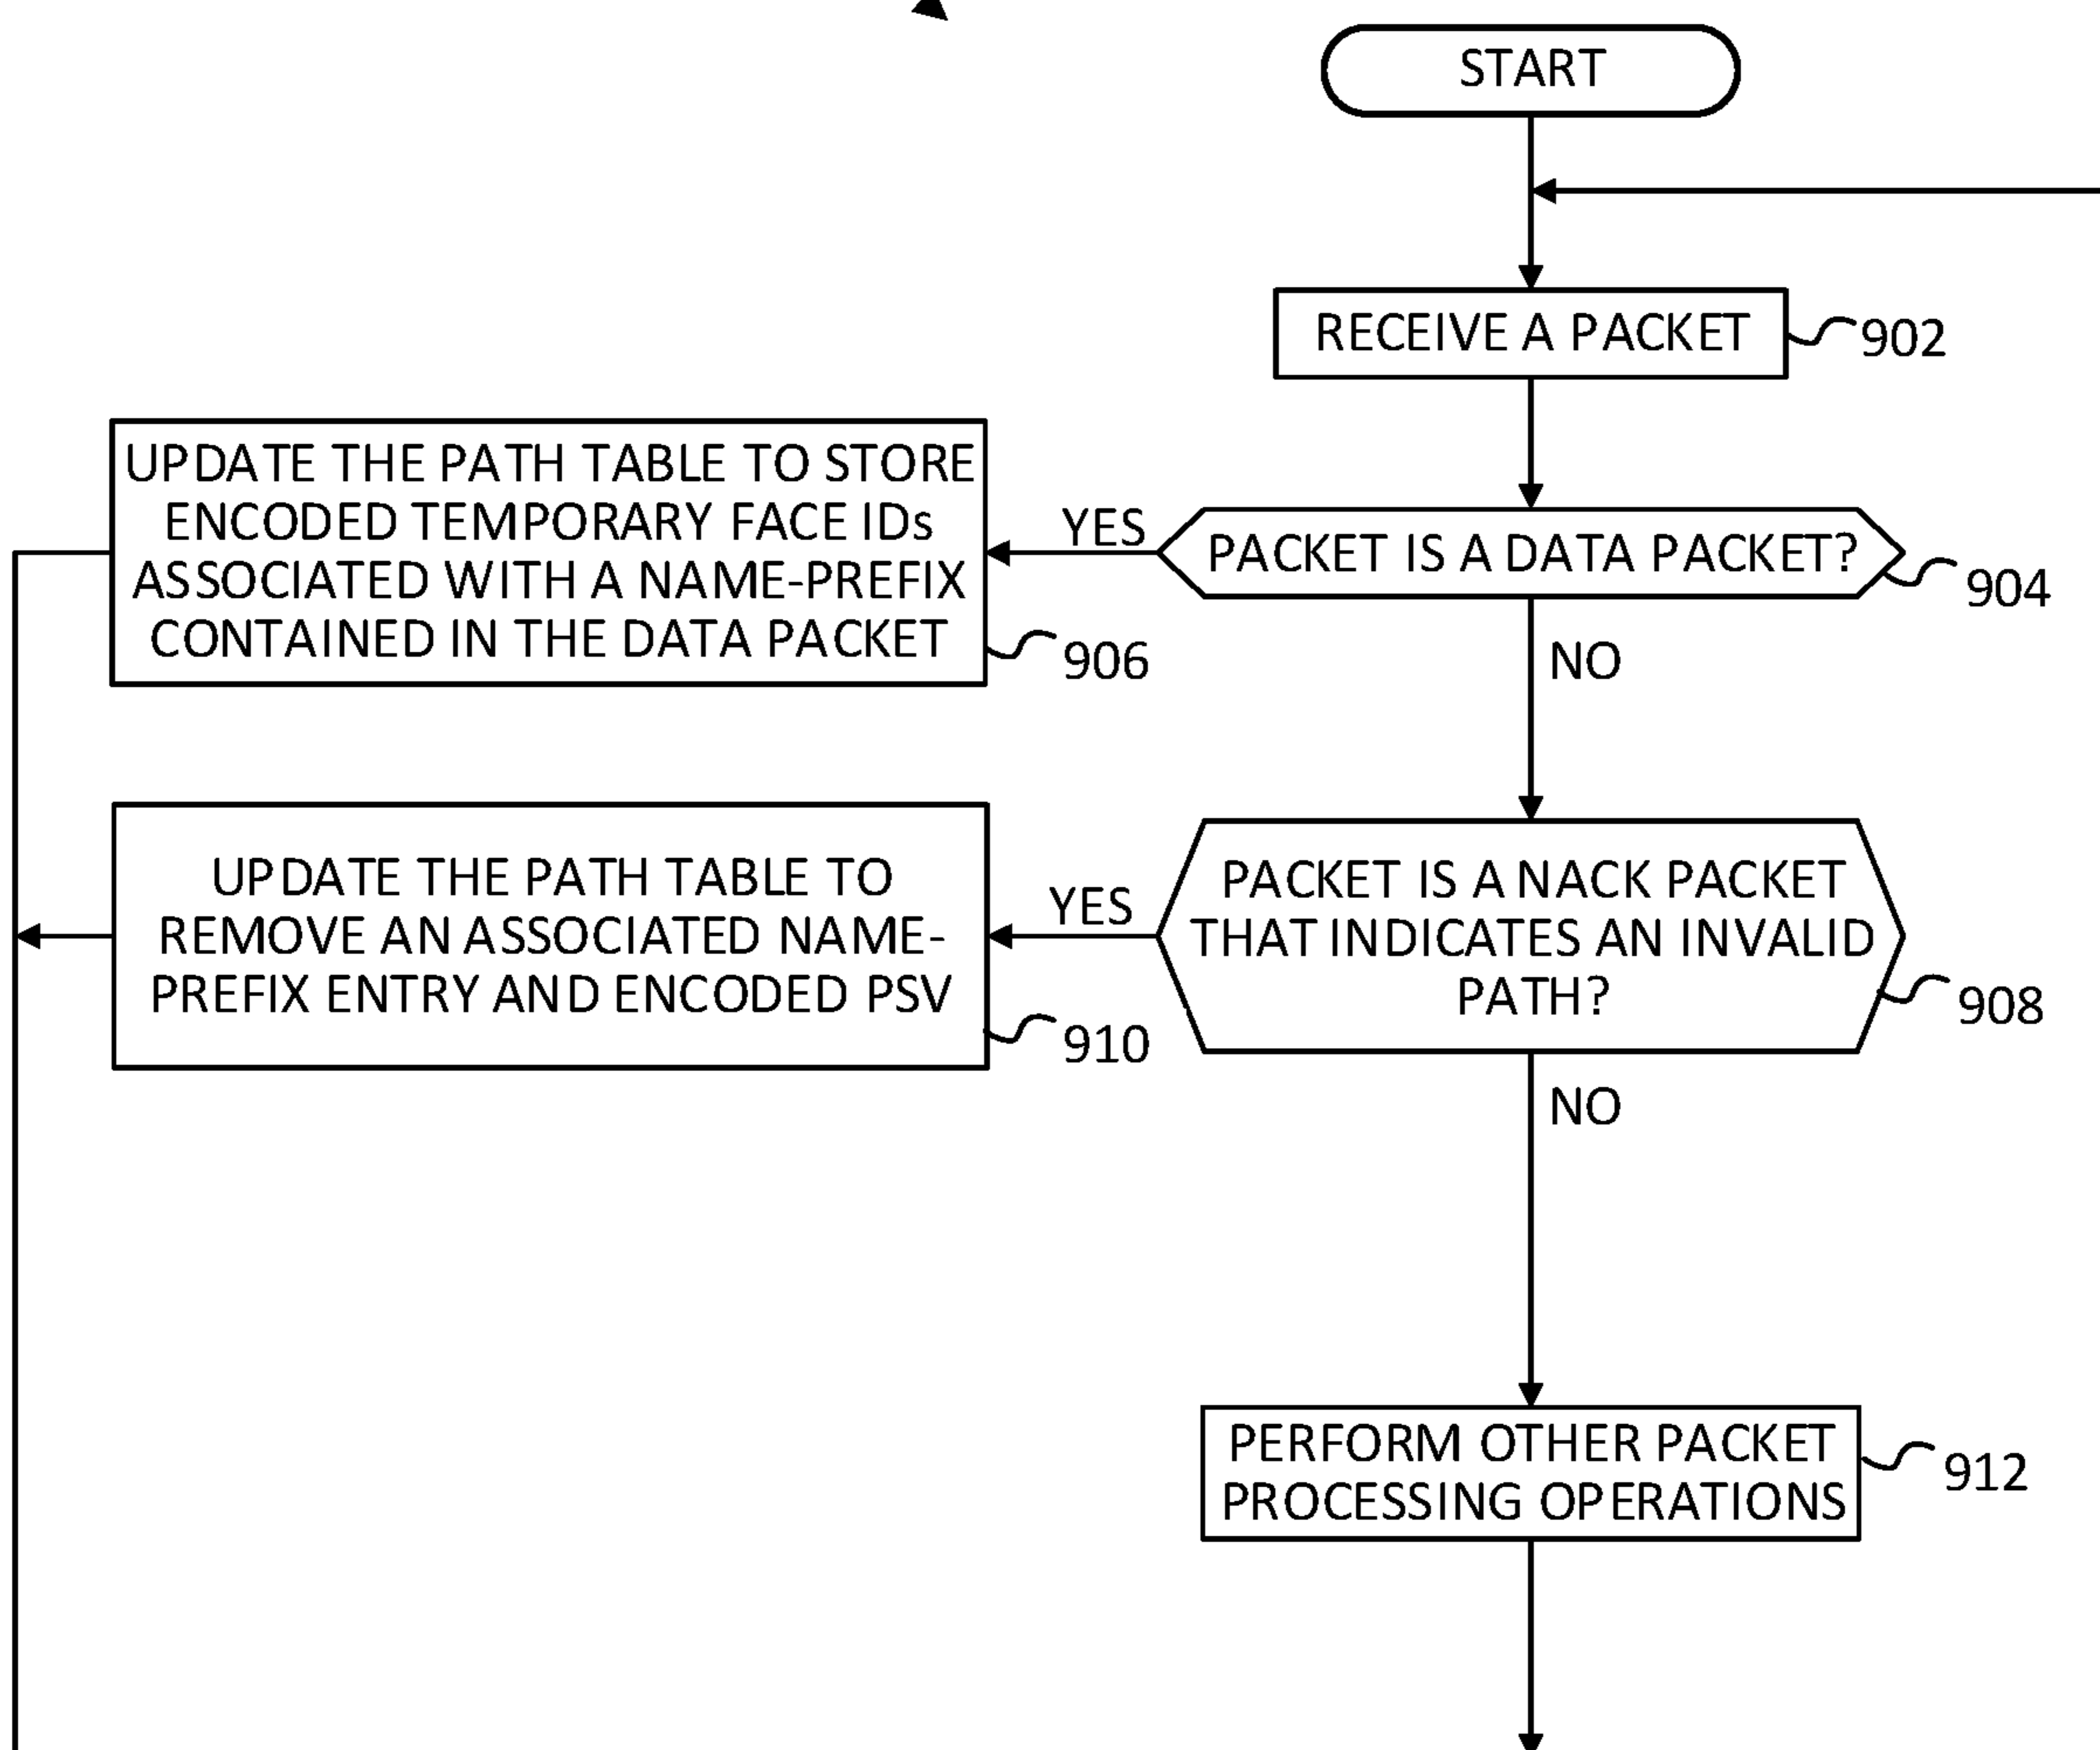 START
RECEIVE A PACKET
902
UPDATE THE PATH TABLE TO STORE
ENCODED TEMPORARY FACE IDs
ASSOCIATED WITH A NAME-PREFIX
CONTAINED IN THE DATA PACKET
906
YES
PACKET IS A DATA PACKET?
904
NO
UPDATE THE PATH TABLE TO
REMOVE AN ASSOCIATED NAME-
PREFIX ENTRY AND ENCODED PSV
910
YES
PACKET IS A NACK PACKET
THAT INDICATES AN INVALID
PATH?
908
NO
PERFORM OTHER PACKET
PROCESSING OPERATIONS
912